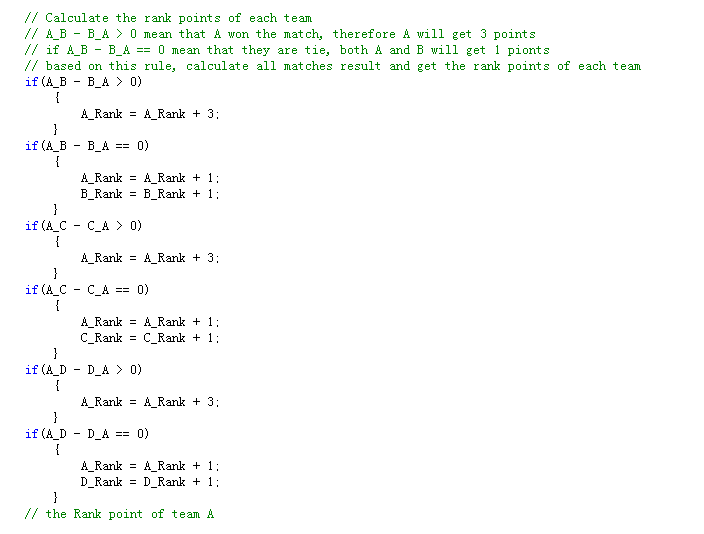 // Calculate the rank points of each team
// A_B - B_A > 0 mean that A won the match, therefore A will get 3 points
// if A_B - B_A == 0 mean that they are tie, both A and B will get 1 pionts
// based on this rule, calculate all matches result and get the rank points of each team
if(A_B - B_A > 0)
{
A_Rank = A_Rank + 3;
}
if(A_B - B_A == 0)
{
A_Rank = A_Rank + 1;
B_Rank = B_Rank + 1;
}
if(A_C - C_A > 0)
{
A_Rank = A_Rank + 3;
}
if(A_C - C_A == 0)
{
A_Rank = A_Rank + 1;
C_Rank = C_Rank + 1;
}
if(A_D - D_A > 0)
{
A_Rank = A_Rank + 3;
}
if(A_D - D_A == 0)
{
A_Rank = A_Rank + 1;
D_Rank = D_Rank + 1;
}
// the Rank point of team A